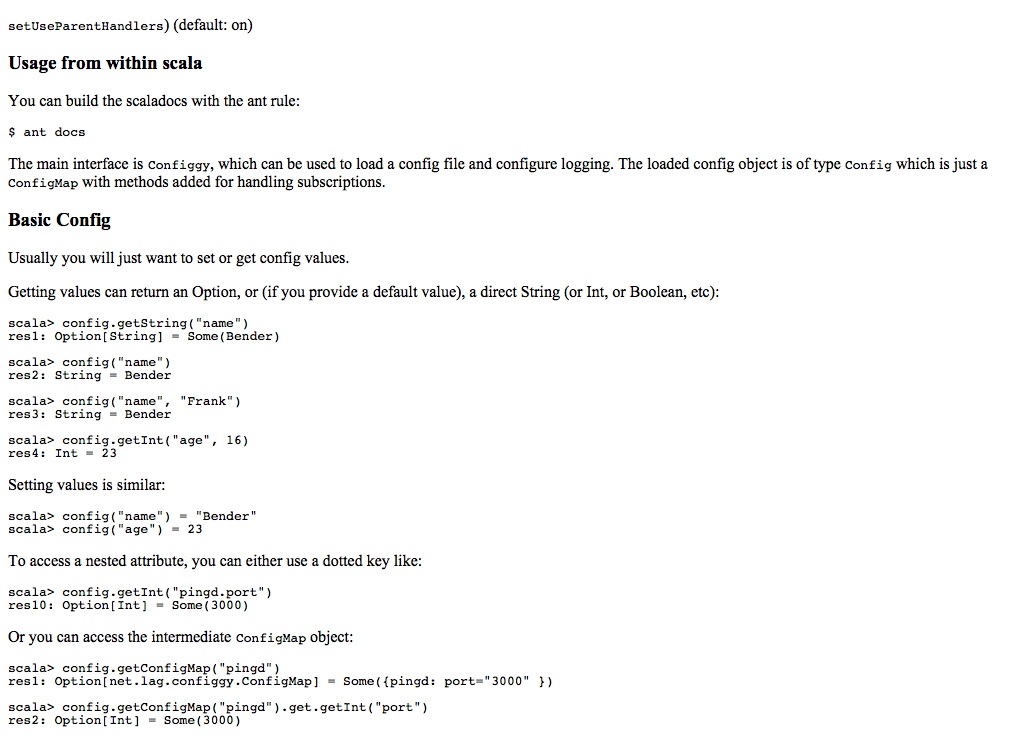 setUseParentHandlers) (default: on)
Usage from within scala
You can build the scaladocs with the ant rule:
$ ant docs
The main interface is Configgy, which can be used to load a config file and configure logging. The loaded config object is of type Config which is just a
ConfigMap with methods added for handling subscriptions.
Basic Config
Usually you will just want to set or get config values.
Getting values can return an Option, or (if you provide a default value), a direct String (or Int, or Boolean, etc):
scala> config.getString("name")
res1: Option[String] = Some(Bender)
scala> config("name")
res2: String = Bender
scala> config("name", "Frank")
res3: String = Bender
scala> config.getInt("age", 16)
res4: Int = 23
Setting values is similar:
scala> config("name") = "Bender"
scala> config("age") = 23
To access a nested attribute, you can either use a dotted key like:
scala> config.getInt("pingd.port")
res10: Option[Int] = Some(3000)
Or you can access the intermediate ConfigMap object:
scala> config.getConfigMap("pingd")
res1: Option[net.lag.configgy.ConfigMap] = Some({pingd: port="3000" })
scala> config.getConfigMap("pingd").get.getInt("port")
res2: Option[Int] = Some(3000)